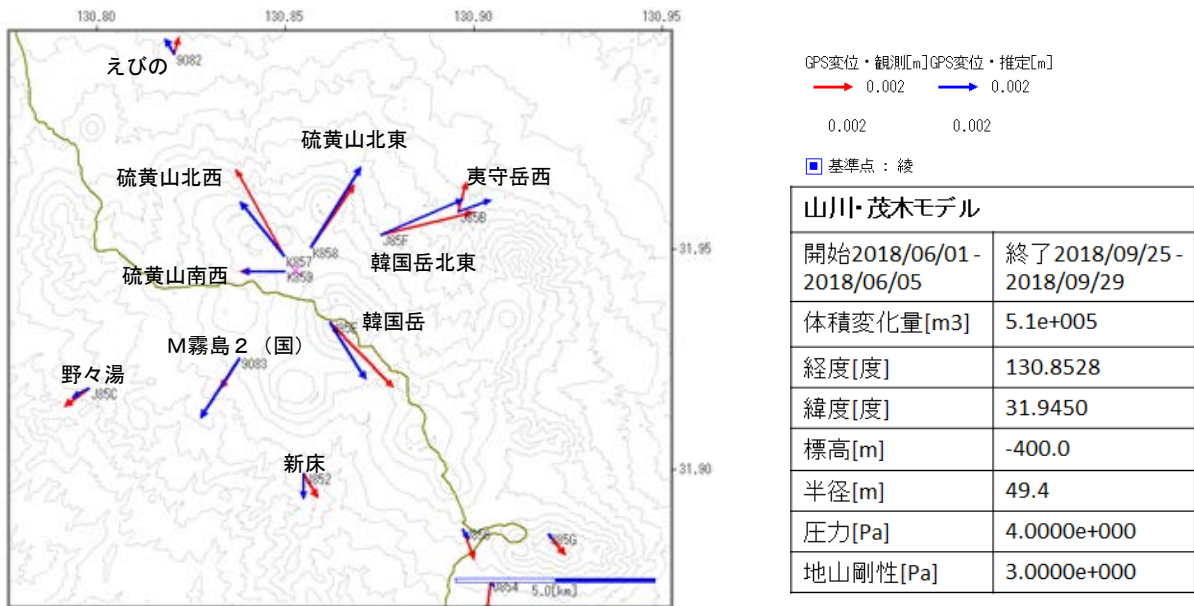 130.80
130.85
130.90
130.95
えびの
9082
硫黄山北東
硫黄山北西
夷守岳西
J85B
J85F
K858
K857
K859
韓国岳北東
31.95
硫黄山南西
韓国岳
J85E
M霧島2(国)
9083
野々湯
J85C
新床
J852
31.90
J85G
J854
5.0[km]
GPS変位・観測[m]GPS変位・推定[m]
0.002 0.002
0.002 0.002
基準点 : 綾
山川・茂木モデル
開始2018/06/01-
2018/06/05
終了2018/09/25-
2018/09/29
体積変化量[m3] 5.1e+005
経度[度] 130.8528
緯度[度] 31.9450
標高[m] -400.0
半径[m] 49.4
圧力[Pa] 4.0000e+000
地山剛性[Pa] 3.0000e+000